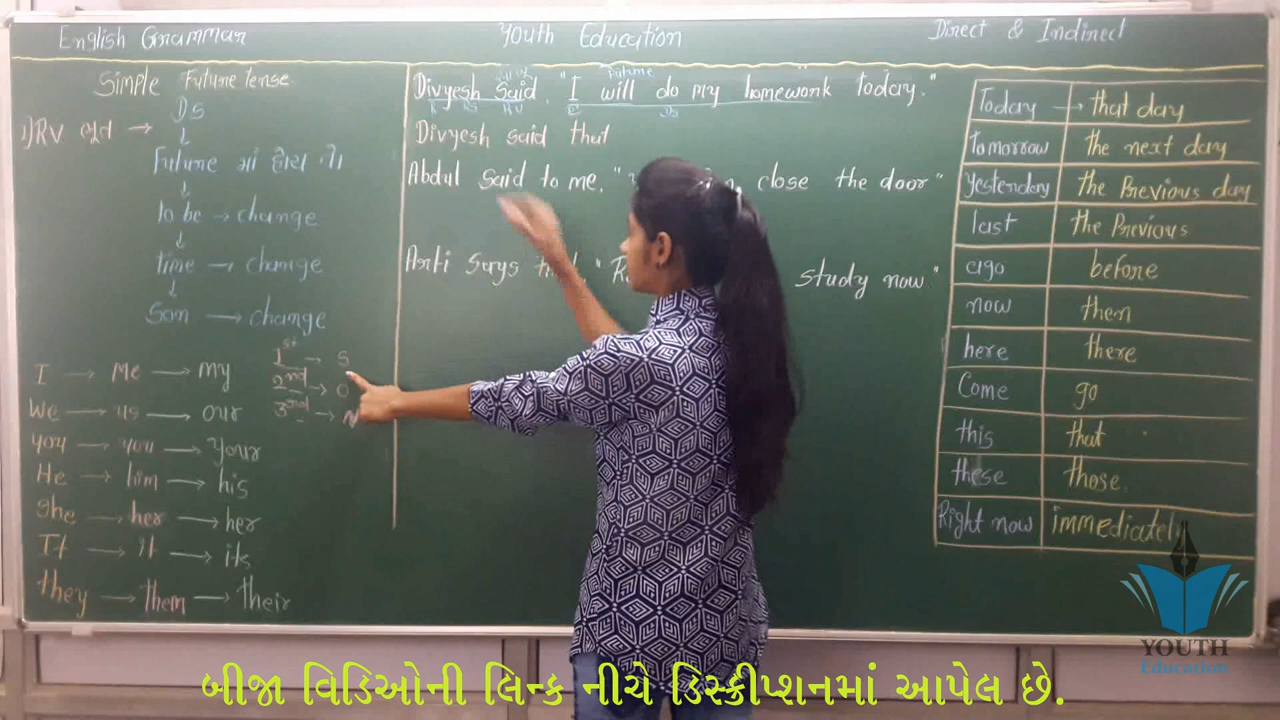 English Grammar
Youth Education
Direct & Indirect
Simple Future tense
DS
1) RV ભૂત →
↓
Future માં હોય તો
↓
to be → change
↓
time → change
↓
Son → change
I → Me → my
We → us → our
you → you → your
He → him → his
She → her → her
It → it → its
they → them → their
1st → S
2nd → O
3rd → N
Future
Divyesh Said, "I will do my homework today."
RV
DS
Divyesh said that
Abdul said to me, " close the door"
Arti says study now"
Today → that day
Tomorrow the next day
Yesterday the Previous day
last the Previous
ago before
now then
here there
Come go
this that
these those.
Right now immediately
YOUTH
Education
બીજા વિડિઓની લિન્ક નીચે ડિસ્ક્રીપ્શનમાં આપેલ છે.